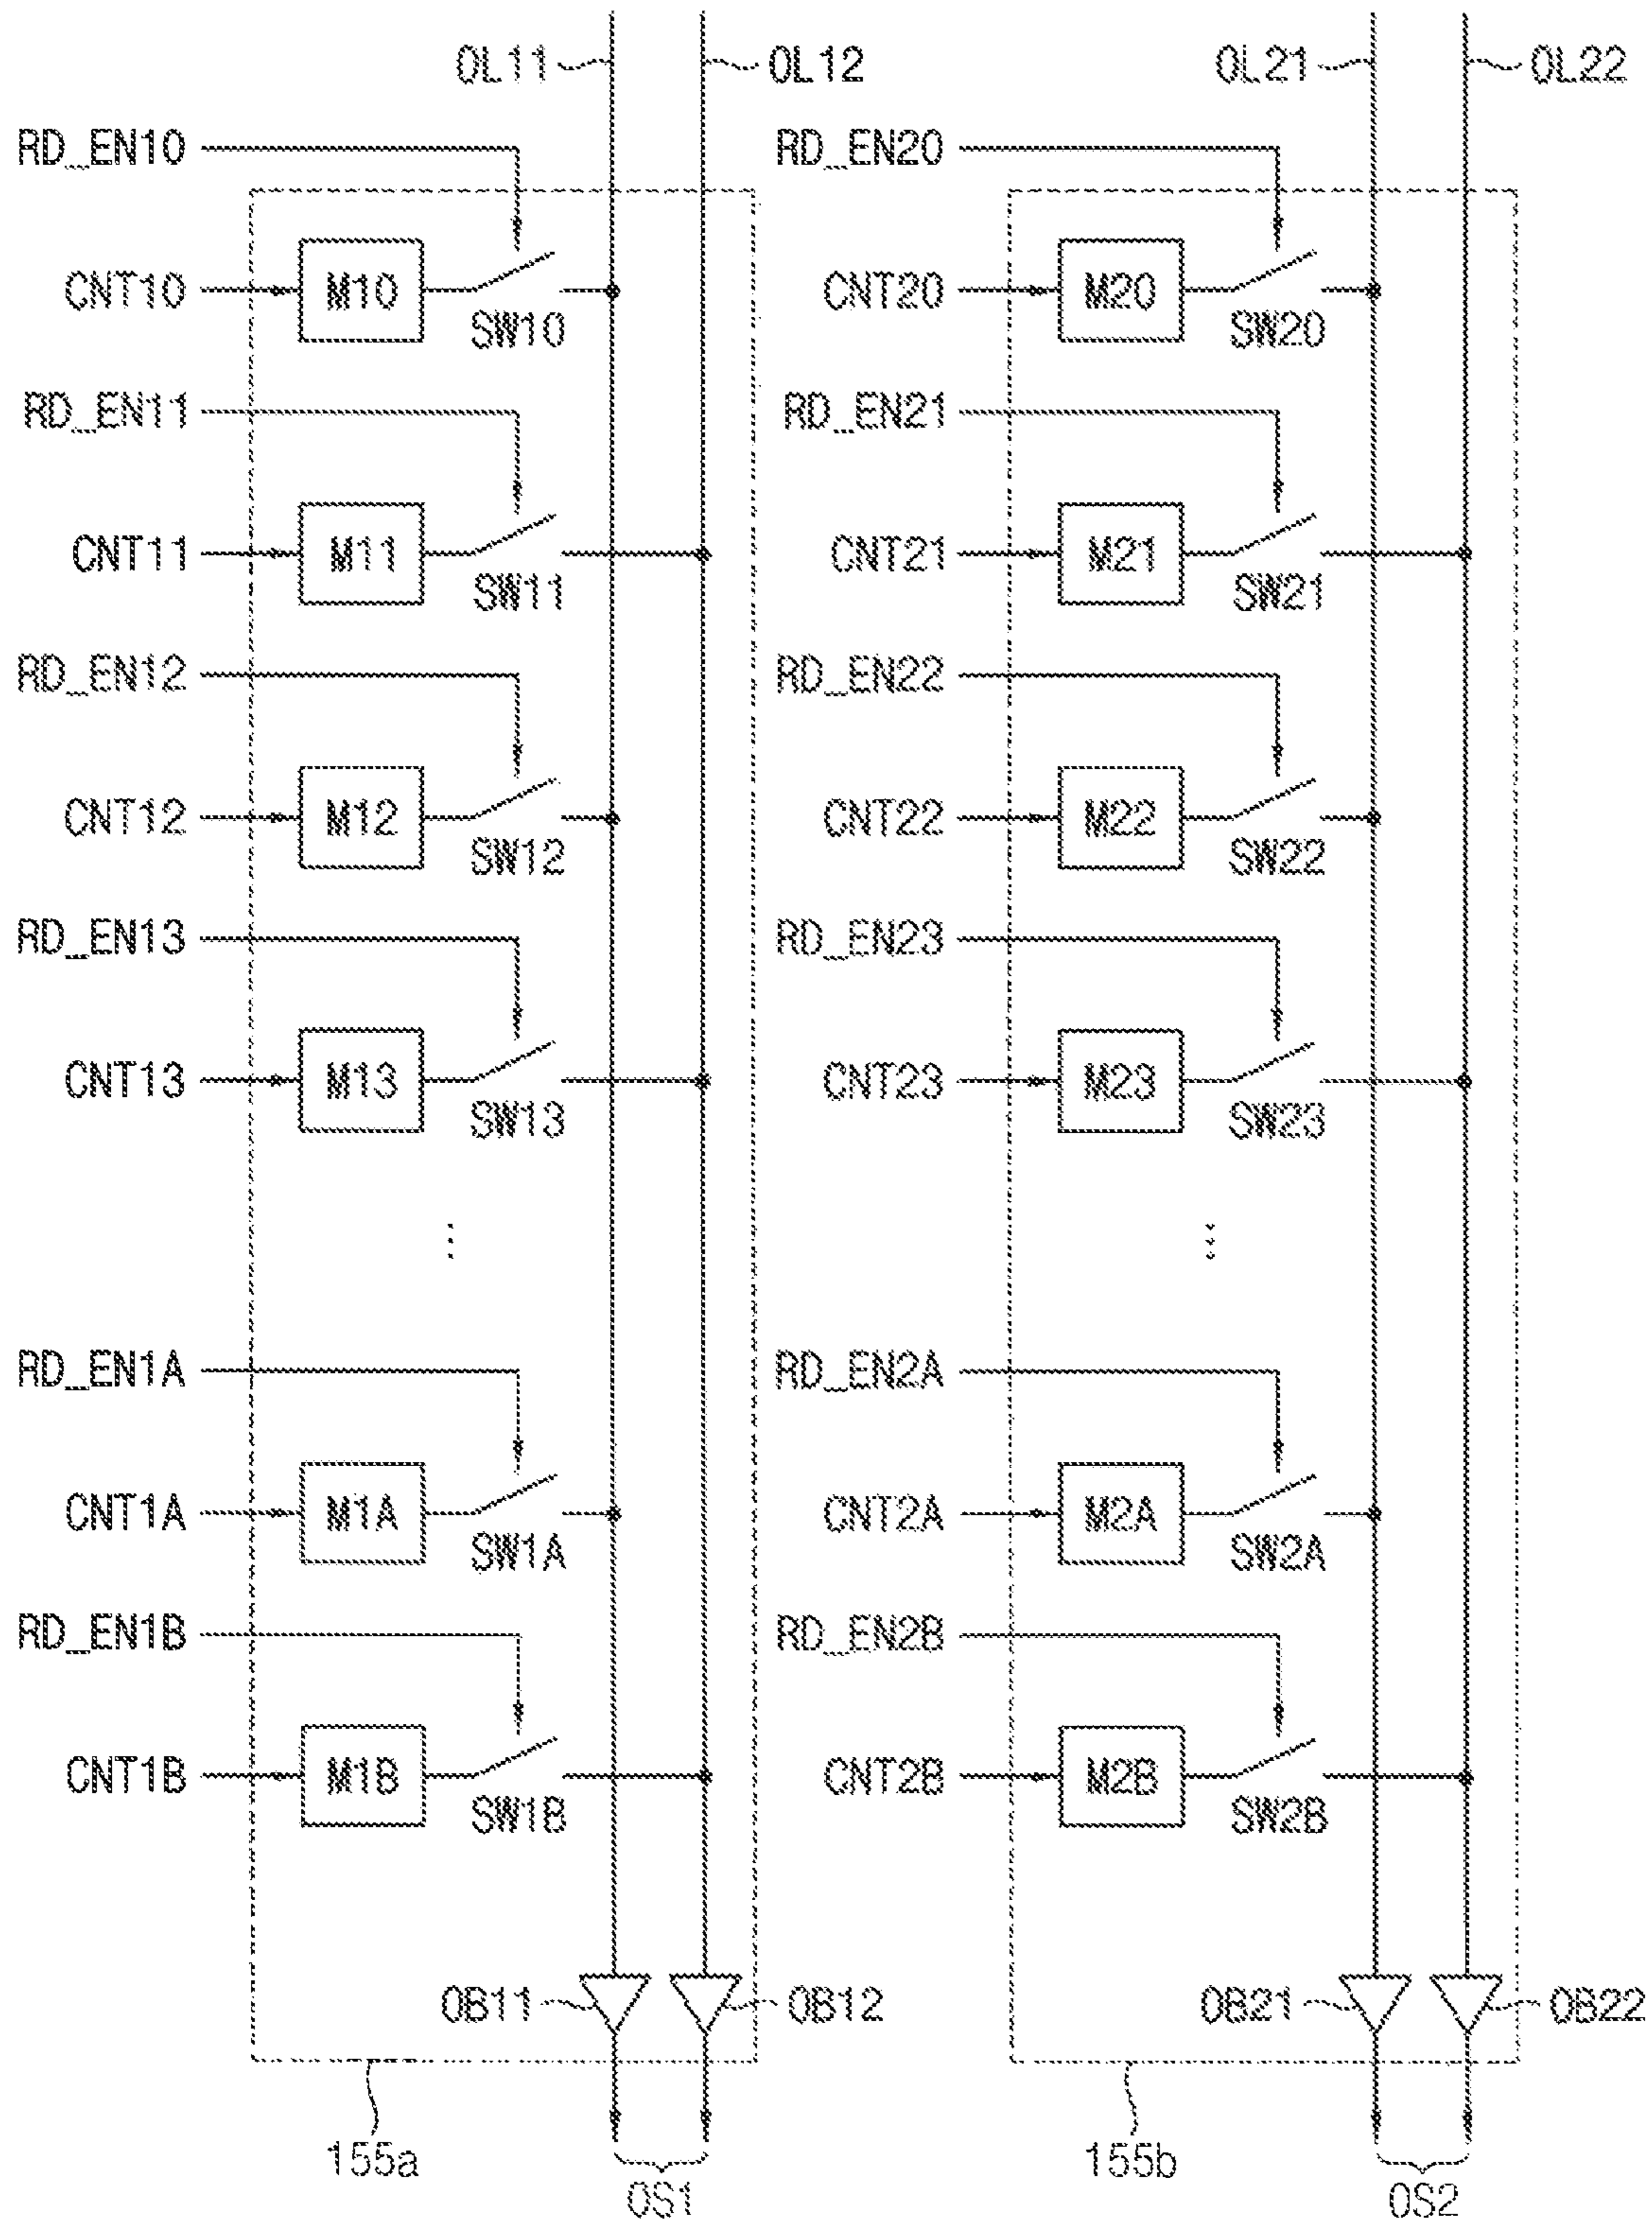 OL11 OL12 OL21 OL22
RD_EN10 RD_EN20
CNT10 M10 SW10 CNT20 M20 SW20
RD_EN11 RD_EN21
CNT11 M11 SW11 CNT21 M21 SW21
RD_EN12 RD_EN22
CNT12 M12 SW12 CNT22 M22 SW22
RD_EN13 RD_EN23
CNT13 M13 SW13 CNT23 M23 SW23
RD_EN1A RD_EN2A
CNT1A M1A SW1A CNT2A M2A SW2A
RD_EN1B RD_EN2B
CNT1B M1B SW1B CNT2B M2B SW2B
OB11 OB12 OB21 OB22
155a 155b
OS1 OS2